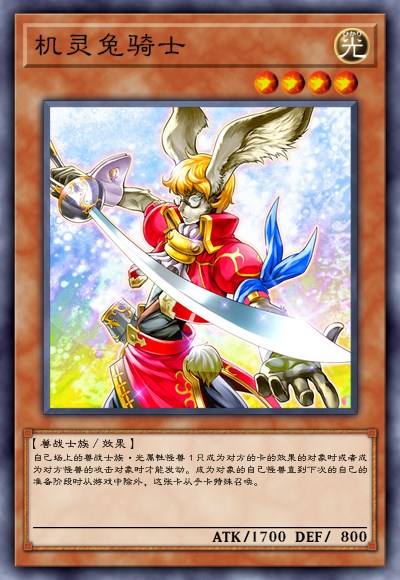 机灵兔骑士
ひかり
光
【兽战士族／效果】
自己场上的兽战士族·光属性怪兽1只成为对方的卡的效果的对象时或者成
为对方怪兽的攻击对象时才能发动。成为对象的自己怪兽直到下次的自己的
准备阶段时从游戏中除外，这张卡从手卡特殊召唤。
ATK/1700 DEF/ 800